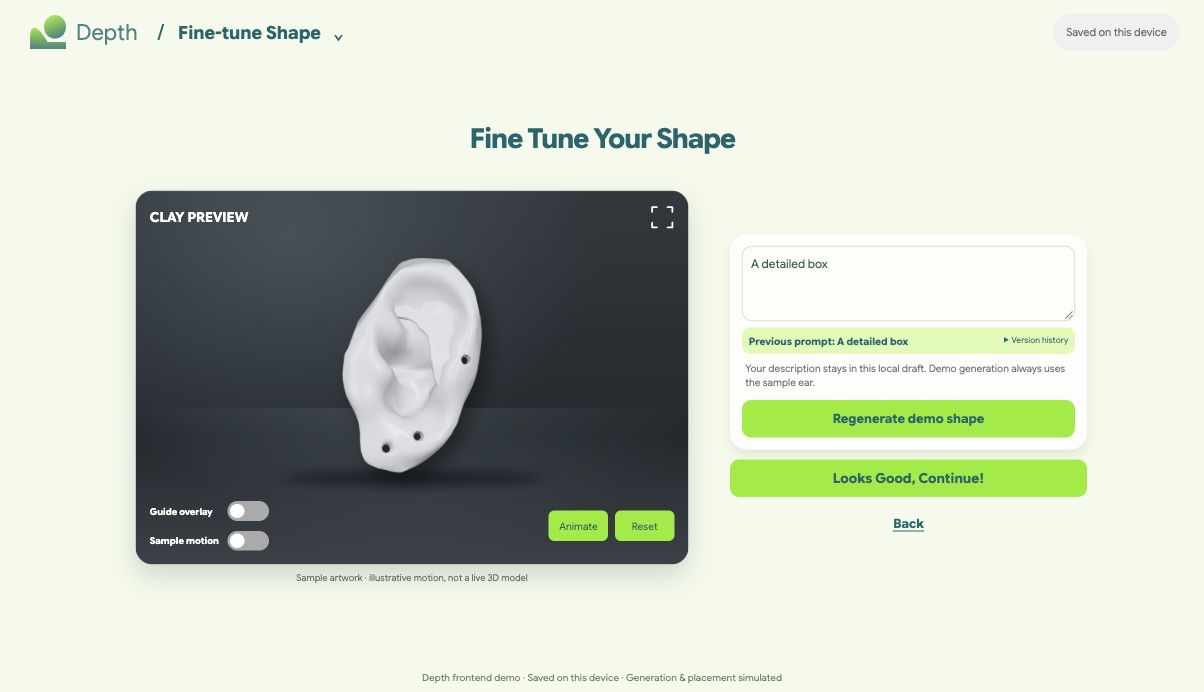 Depth / Fine-tune Shape
Saved on this device
Fine Tune Your Shape
CLAY PREVIEW
A detailed box
Previous prompt: A detailed box
Version history
Your description stays in this local draft. Demo generation always uses
the sample ear.
Regenerate demo shape
Looks Good, Continue!
Back
Guide overlay
Sample motion
Animate
Reset
Sample artwork · illustrative motion, not a live 3D model
Depth frontend demo · Saved on this device · Generation & placement simulated